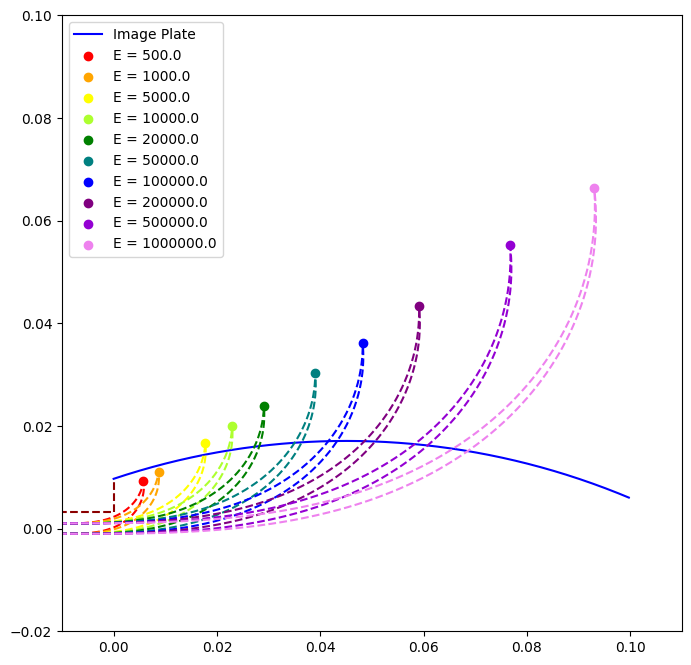 0.10
0.08
0.06
0.04
0.02
0.00
−0.02
Image Plate
E = 500.0
E = 1000.0
E = 5000.0
E = 10000.0
E = 20000.0
E = 50000.0
E = 100000.0
E = 200000.0
E = 500000.0
E = 1000000.0
0.00 0.02 0.04 0.06 0.08 0.10